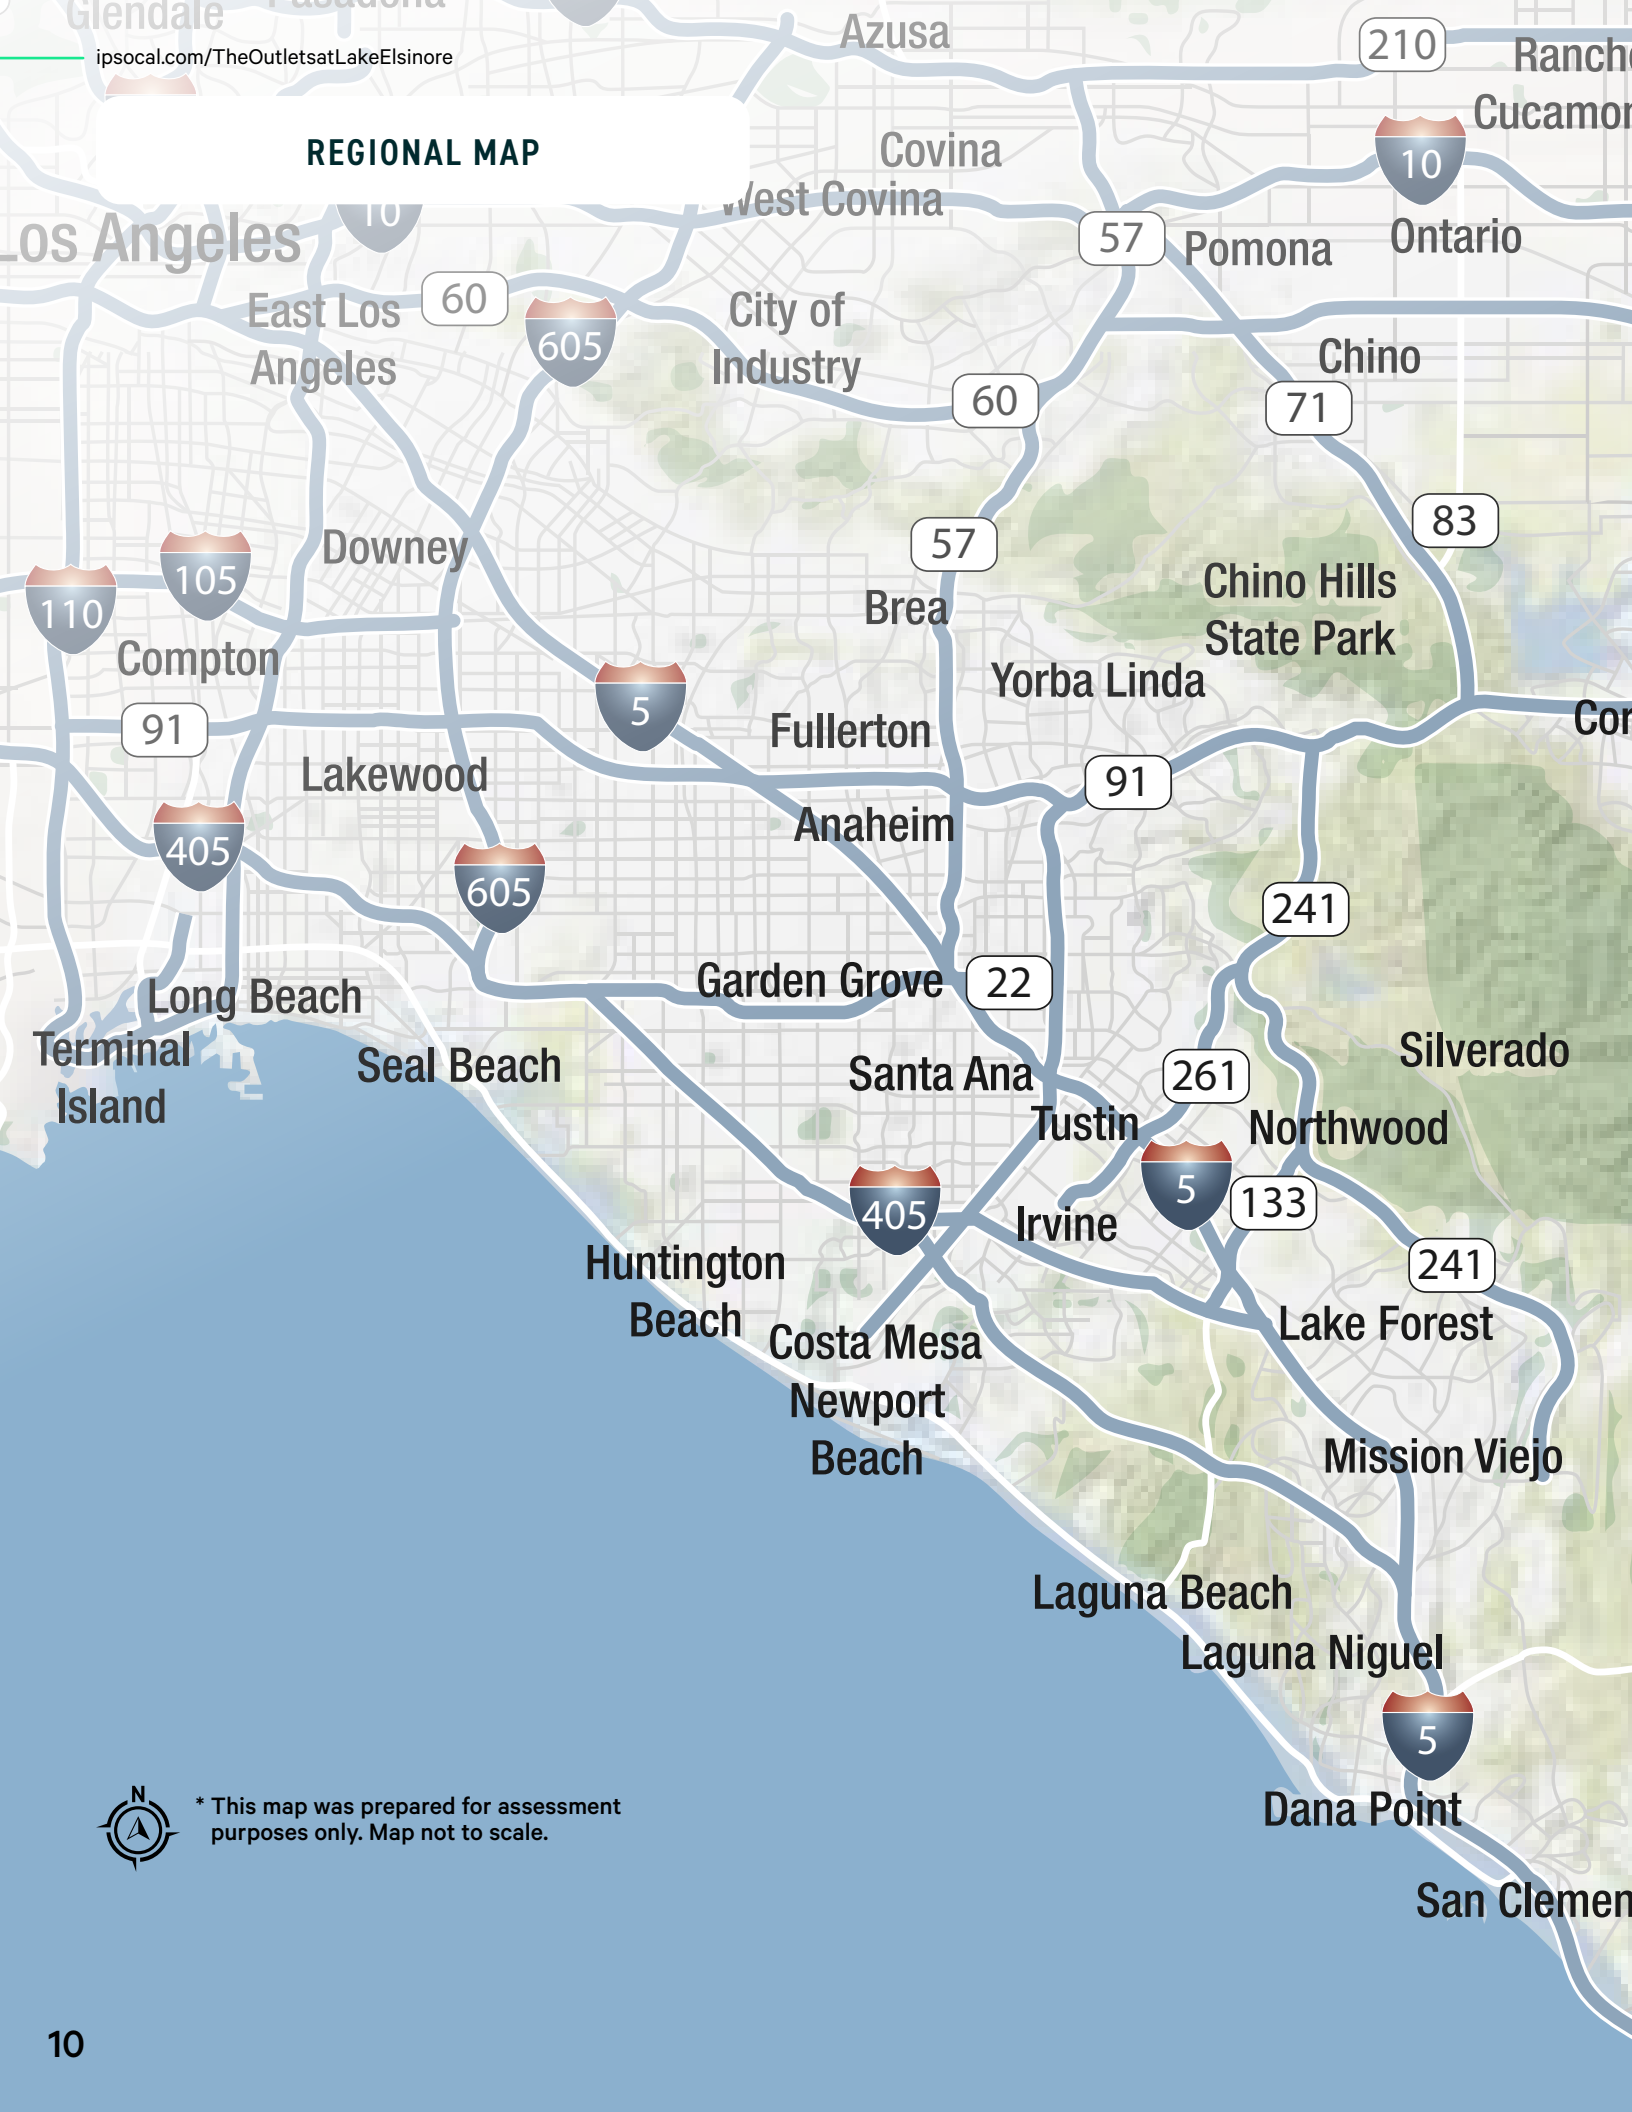 Glendale
Pasadena
Azusa
210
ipsocal.com/TheOutletsatLakeElsinore
REGIONAL MAP
10
Covina
West Covina
10
Los Angeles
57
Pomona
Ontario
East Los
Angeles
60
605
City of
Industry
60
Chino
71
83
Downey
105
110
57
Brea
Chino Hills
State Park
Compton
Yorba Linda
5
91
Fullerton
Lakewood
91
405
Anaheim
605
241
Garden Grove
22
Long Beach
Terminal
Island
Seal Beach
Silverado
Santa Ana
261
Tustin
Northwood
5
133
405
Irvine
241
Huntington
Beach
Lake Forest
Costa Mesa
Newport
Beach
Mission Viejo
Laguna Beach
Laguna Niguel
5
Dana Point
* This map was prepared for assessment
purposes only. Map not to scale.
N
San Clemen
10